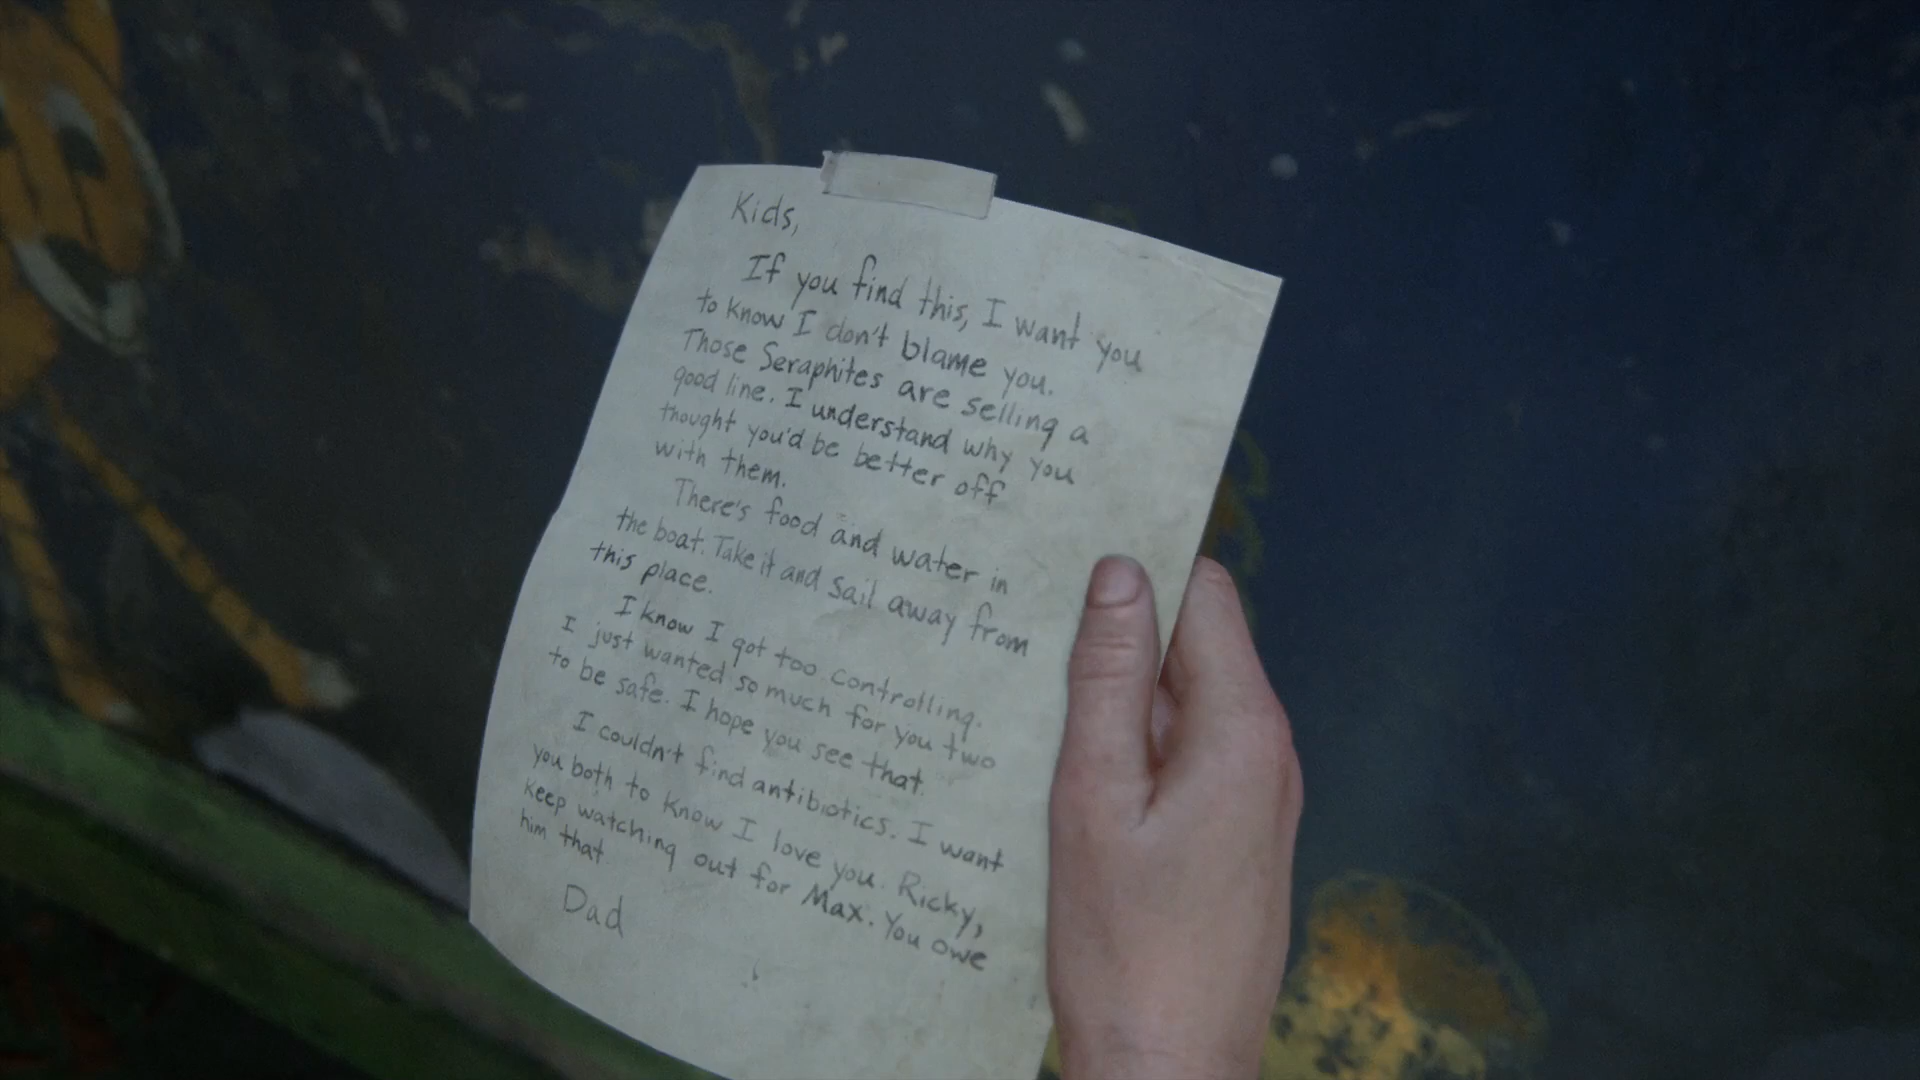 Kids,
If you find this, I want you
to know I don't blame you.
Those Seraphites are selling a
good line. I understand why you
thought you'd be better off
with them.
There's food and water in
the boat. Take it and sail away from
this place.
I know I got too controlling.
I just wanted so much for you two
to be safe. I hope you see that.
I couldn't find antibiotics. I want
you both to know I love you. Ricky,
keep watching out for Max. You owe
him that
Dad